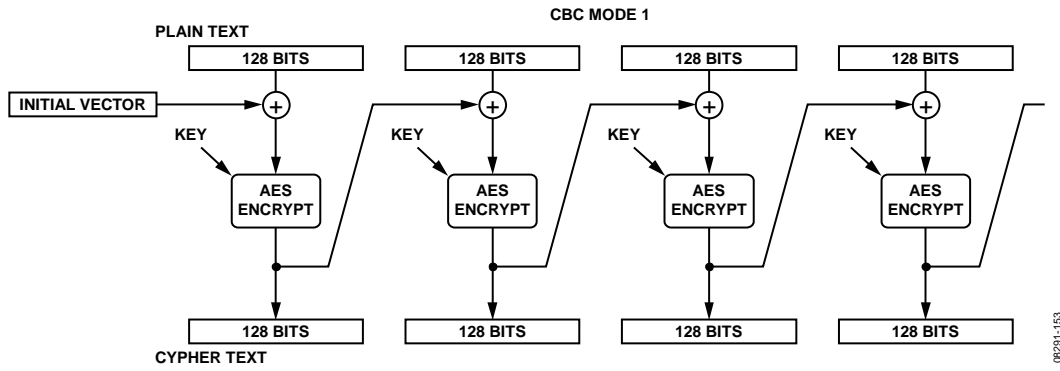 CBC MODE 1
PLAIN TEXT
128 BITS 128 BITS 128 BITS 128 BITS
INITIAL VECTOR + + + +
KEY KEY KEY KEY
AES AES AES AES
ENCRYPT ENCRYPT ENCRYPT ENCRYPT
128 BITS 128 BITS 128 BITS 128 BITS
CYPHER TEXT
08291-153